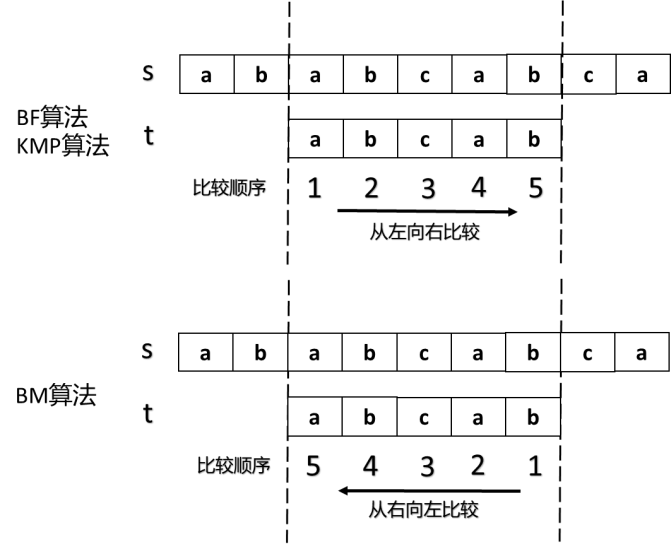 s a b a b c a b c a
BF算法
KMP算法
t a b c a b
比较顺序 1 2 3 4 5
从左向右比较
s a b a b c a b c a
BM算法
t a b c a b
比较顺序 5 4 3 2 1
从右向左比较